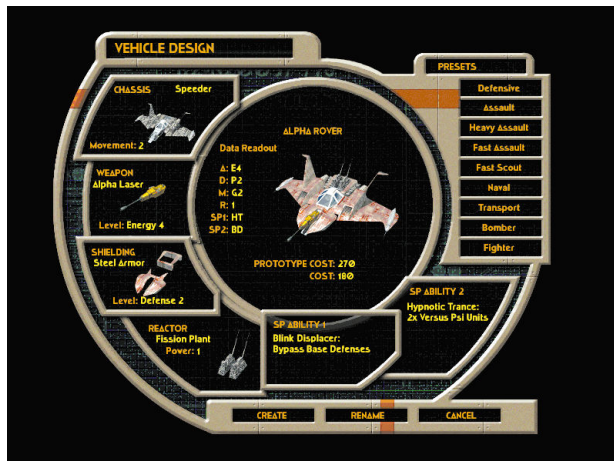 VEHICLE DESIGN
PRESETS
CHASSIS Speeder
Movement: 2
WEAPON
Alpha Laser
Level: Energy 4
SHIELDING
Steel Armor
Level: Defense 2
REACTOR
Fission Plant
Power: 1
ALPHA ROVER
Data Readout
A: E4
D: P2
M: G2
R: 1
SP1: HT
SP2: BD
PROTOTYPE COST: 270
COST: 180
SP ABILITY 1
Blink Displacer:
Bypass Base Defenses
SP ABILITY 2
Hypnotic Trance:
2x Versus Psi Units
Defensive
Assault
Heavy Assault
Fast Assault
Fast Scout
Naval
Transport
Bomber
Fighter
CREATE RENAME CANCEL